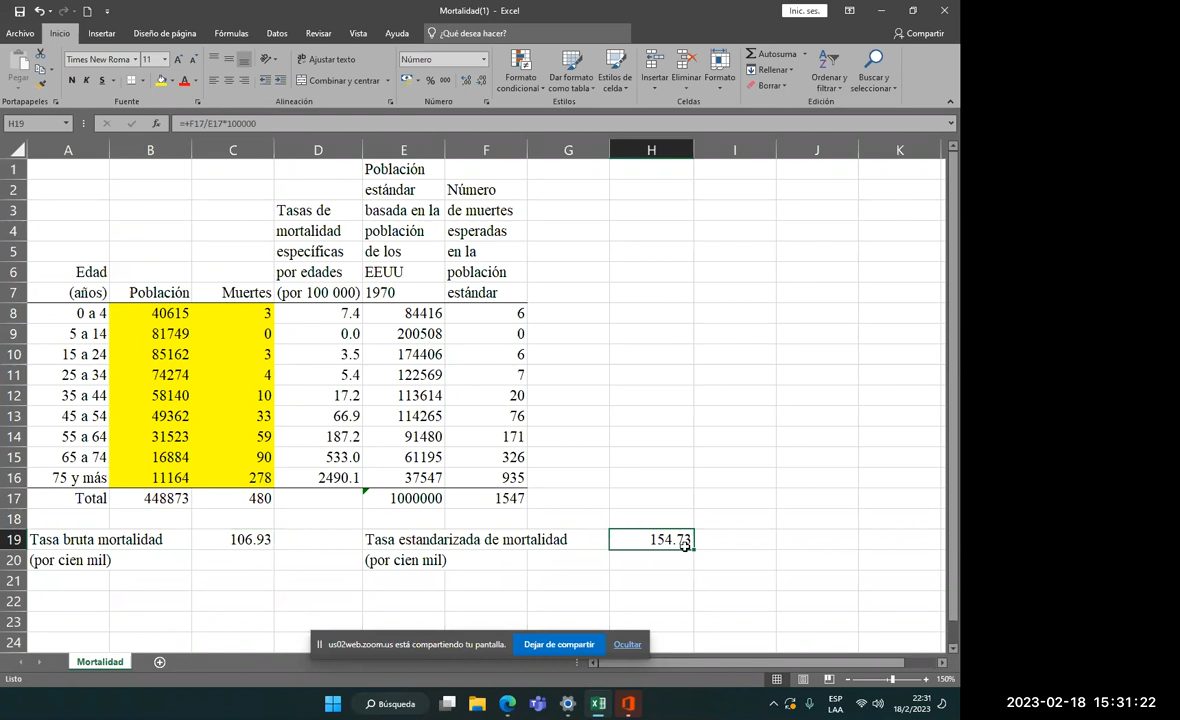 Mortalidad(1) - Excel
Inic. ses.
Archivo Inicio Insertar Diseño de página Fórmulas Datos Revisar Vista Ayuda ¿Qué desea hacer? Compartir
Pegar
Times New Roma 11
N K S
Ajustar texto
Combinar y centrar
Número
% 000
Formato condicional
Dar formato como tabla
Estilos de celda
Insertar Eliminar Formato
Autosuma
Rellenar
Borrar
Ordenar y filtrar
Buscar y seleccionar
Portapapeles Fuente Alineación Número Estilos Celdas Edición
H19 fx =+F17/E17*100000
A B C D E F G H I J K
1 Población
2 estándar Número
3 Tasas de basada en la de muertes
4 mortalidad población esperadas
5 específicas de los en la
6 Edad por edades EEUU población
7 (años) Población Muertes (por 100 000) 1970 estándar
8 0 a 4 40615 3 7.4 84416 6
9 5 a 14 81749 0 0.0 200508 0
10 15 a 24 85162 3 3.5 174406 6
11 25 a 34 74274 4 5.4 122569 7
12 35 a 44 58140 10 17.2 113614 20
13 45 a 54 49362 33 66.9 114265 76
14 55 a 64 31523 59 187.2 91480 171
15 65 a 74 16884 90 533.0 61195 326
16 75 y más 11164 278 2490.1 37547 935
17 Total 448873 480 1000000 1547
18
19 Tasa bruta mortalidad 106.93 Tasa estandarizada de mortalidad 154.73
20 (por cien mil) (por cien mil)
21
22
23
24
us02web.zoom.us está compartiendo tu pantalla. Dejar de compartir Ocultar
Mortalidad
Listo 150%
Búsqueda
ESP
LAA
22:31
18/2/2023
2023-02-18 15:31:22